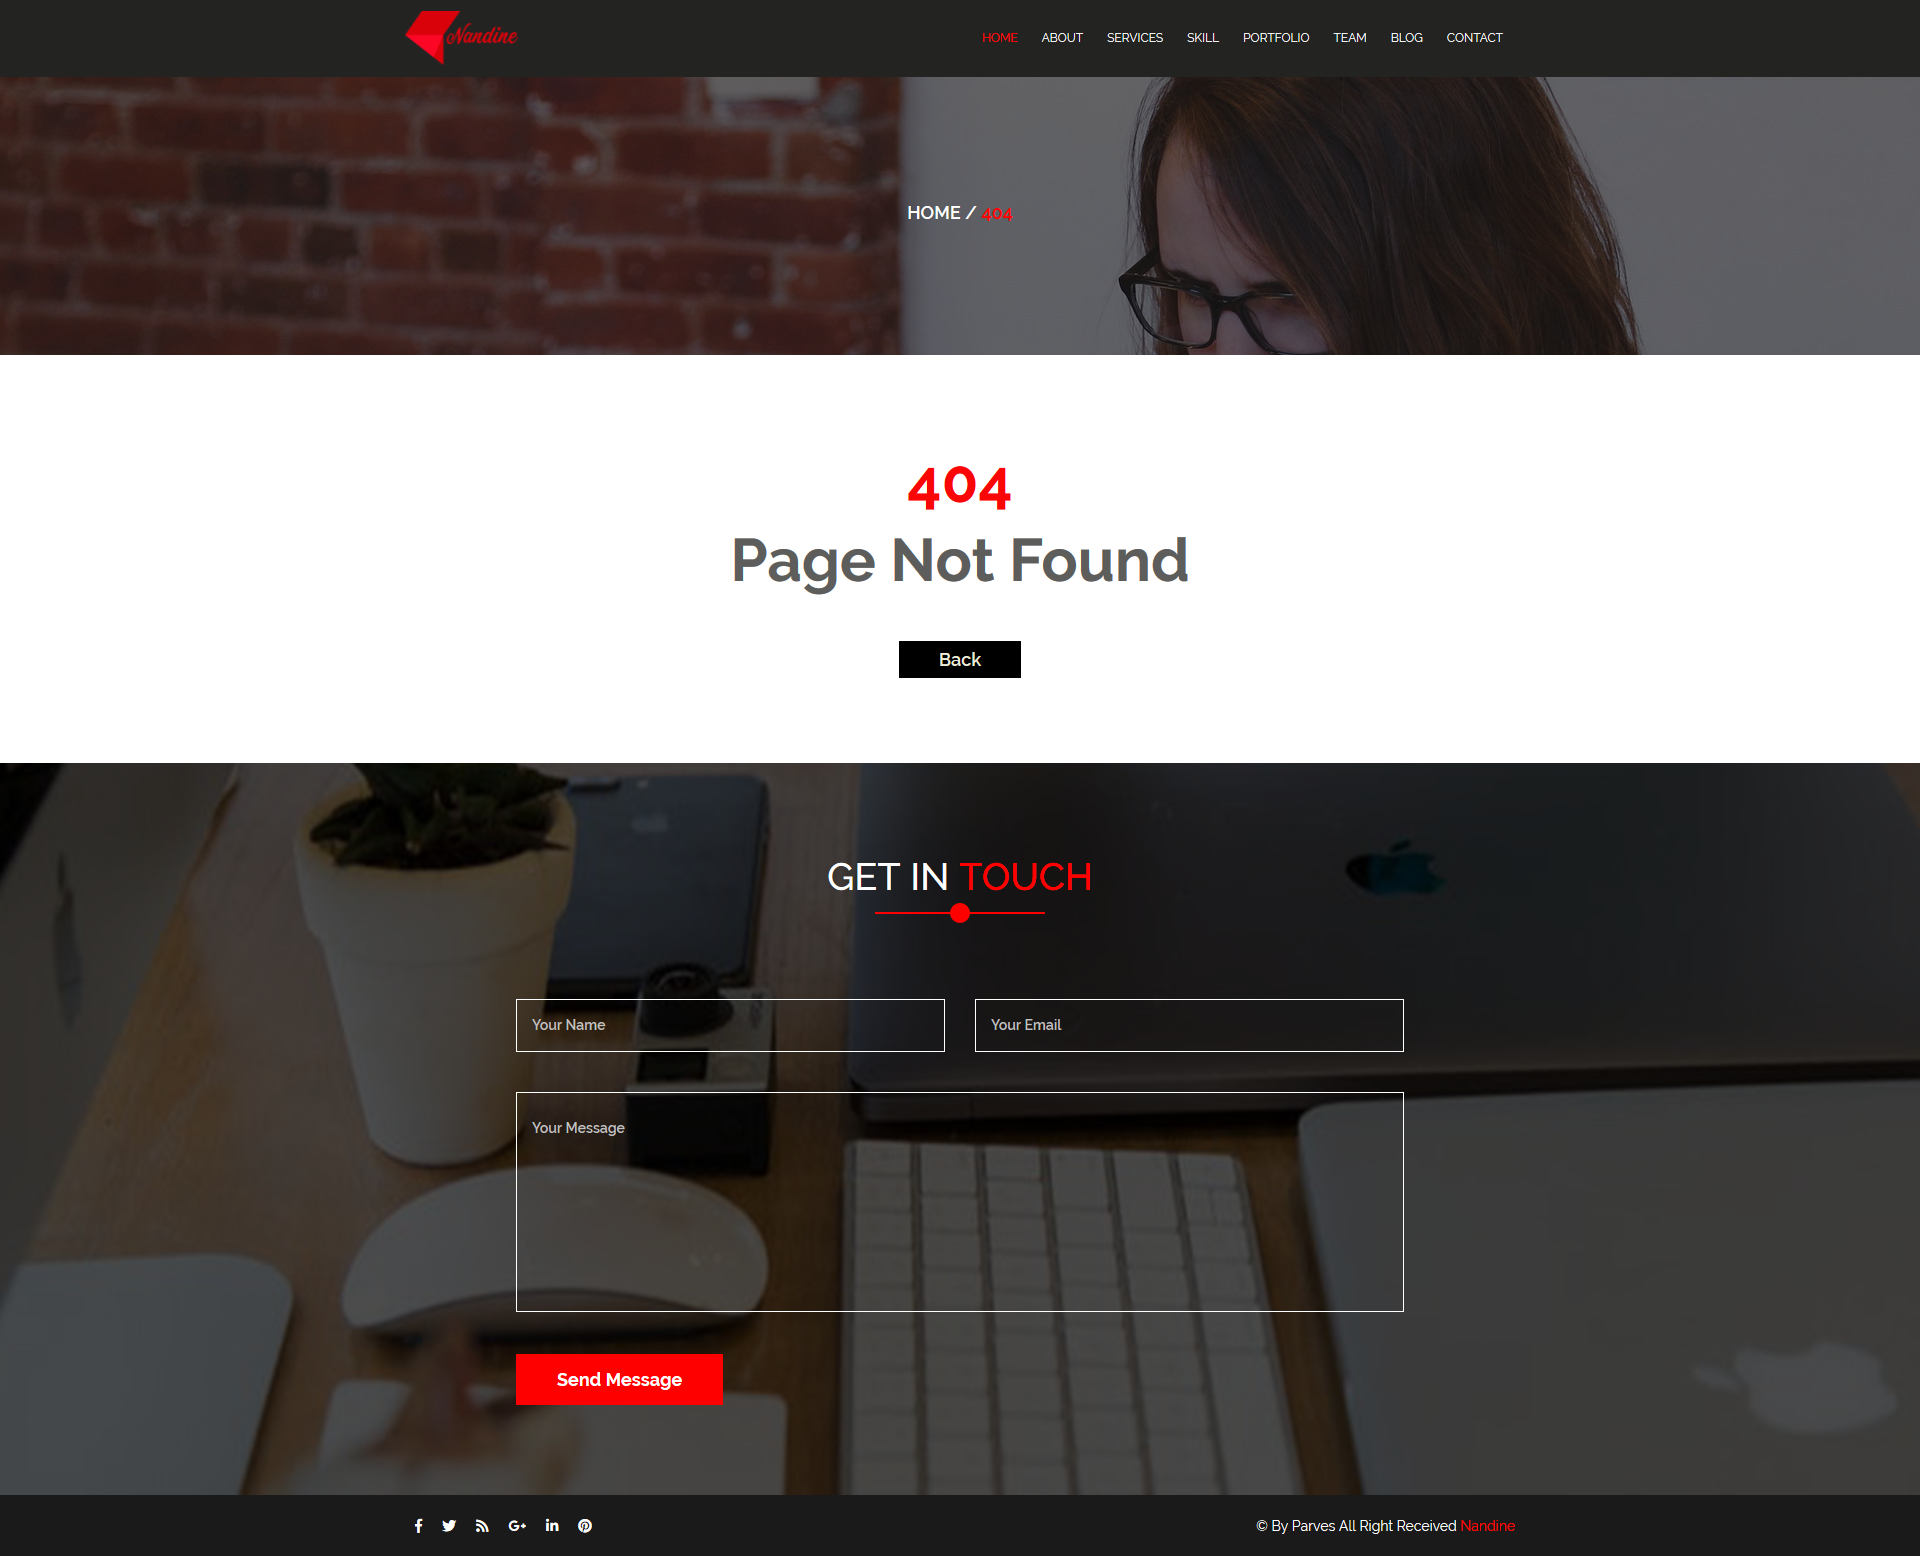 Nandine
HOME ABOUT SERVICES SKILL PORTFOLIO TEAM BLOG CONTACT
HOME / 404
404
Page Not Found
Back
GET IN TOUCH
Your Name
Your Email
Your Message
Send Message
© By Parves All Right Received Nandine